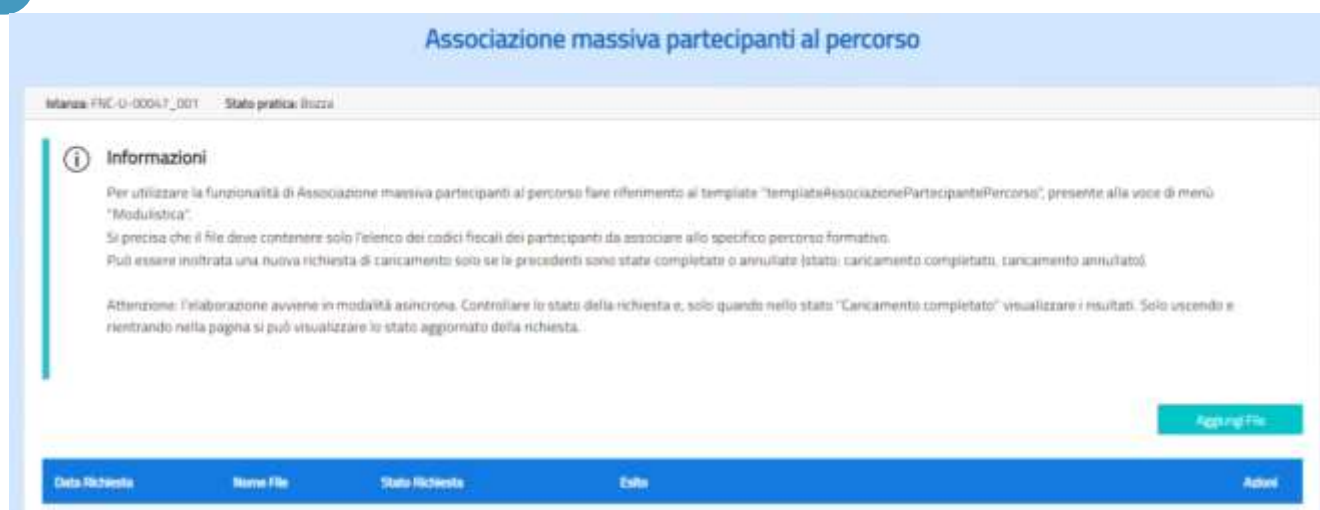 Associazione massiva partecipanti al percorso
Istanza: FNC-U-00047_001 Stato pratica: Bozza
Informazioni
Per utilizzare la funzionalità di Associazione massiva partecipanti al percorso fare riferimento al template "templateAssociazionePartecipantePercorso", presente alla voce di menù
"Modulistica".
Si precisa che il file deve contenere solo l'elenco dei codici fiscali dei partecipanti da associare allo specifico percorso formativo.
Può essere inoltrata una nuova richiesta di caricamento solo se le precedenti sono state completate o annullate (stato: caricamento completato, caricamento annullato).
Attenzione: l'elaborazione avviene in modalità asincrona. Controllare lo stato della richiesta e, solo quando nello stato "Caricamento completato" visualizzare i risultati. Solo uscendo e
rientrando nella pagina si può visualizzare lo stato aggiornato della richiesta.
Aggiungi File
Data Richiesta Nome File Stato Richiesta Esito Azioni